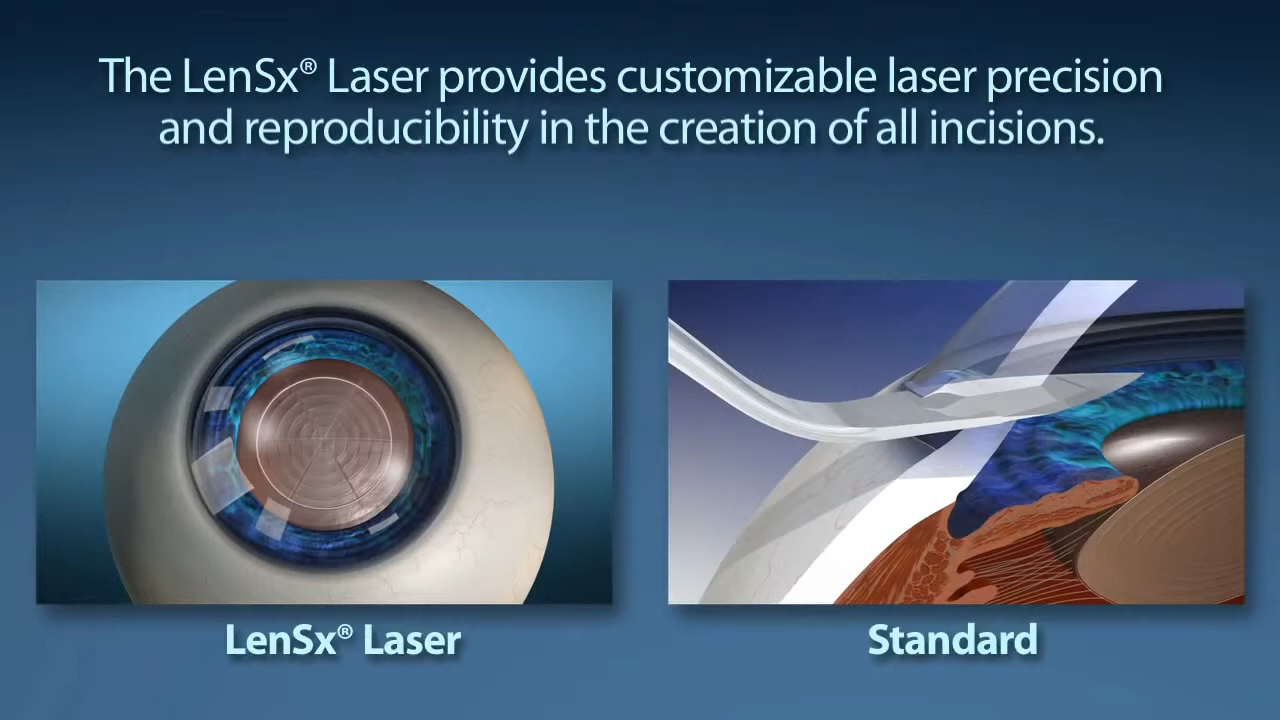 The LenSx® Laser provides customizable laser precision
and reproducibility in the creation of all incisions.
LenSx® Laser
Standard